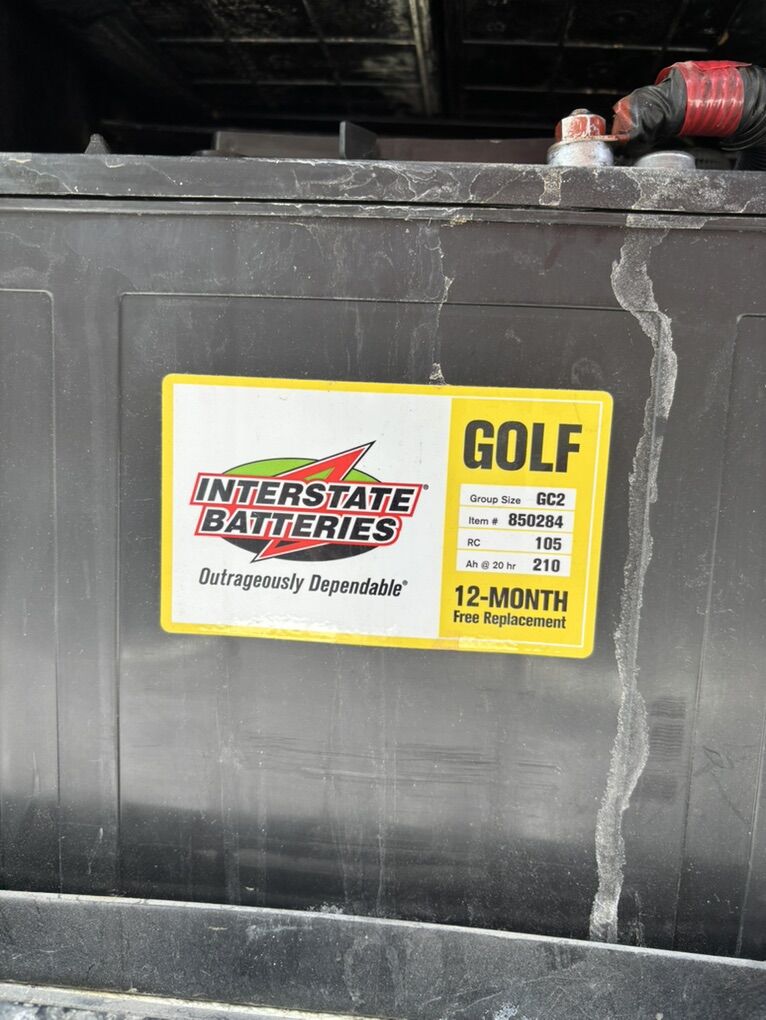 INTERSTATE®
BATTERIES
Outrageously Dependable®
GOLF
Group Size GC2
Item # 850284
RC 105
Ah @ 20 hr 210
12-MONTH
Free Replacement